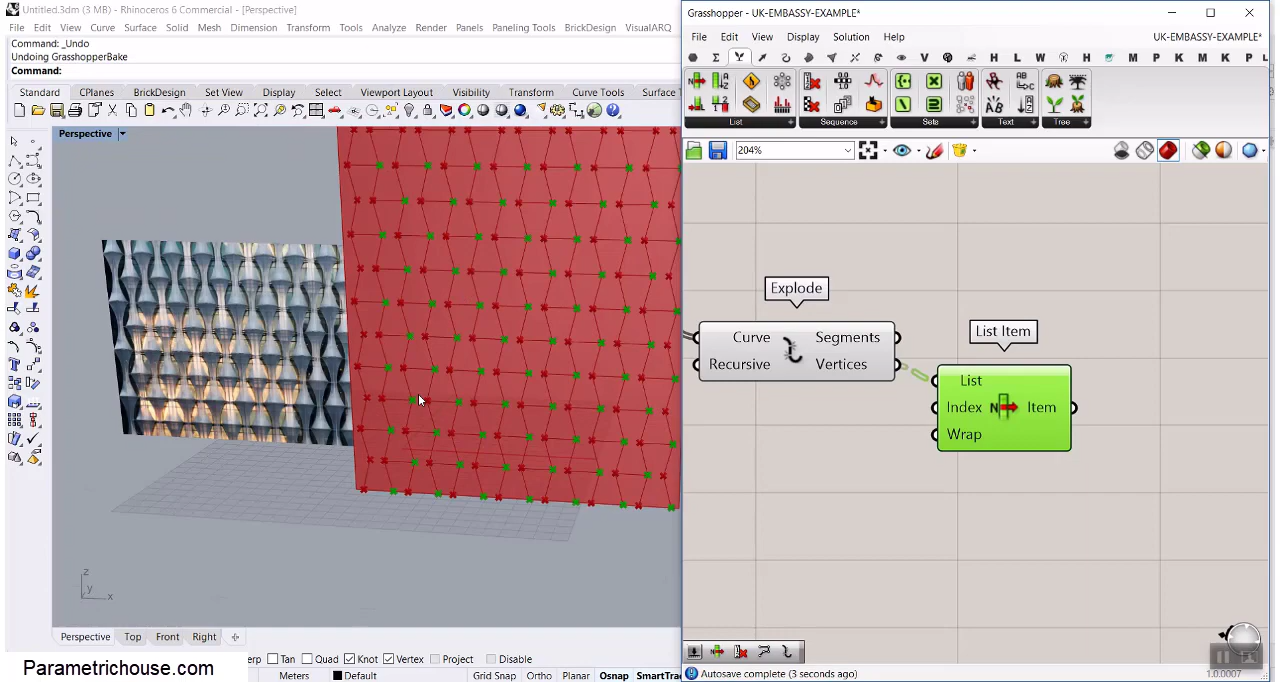 Untitled.3dm (3 MB) - Rhinoceros 6 Commercial - [Perspective]
File Edit View Curve Surface Solid Mesh Dimension Transform Tools Analyze Render Panels Paneling Tools BrickDesign VisualARQ
Command: _Undo
Undoing GrasshopperBake
Command:
Standard CPlanes BrickDesign Set View Display Select Viewport Layout Visibility Transform Curve Tools Surface T
Perspective
z
y
x
Perspective Top Front Right
erp Tan Quad Knot Vertex Project Disable
Meters Default Grid Snap Ortho Planar Osnap SmartTrac
Parametrichouse.com
Grasshopper - UK-EMBASSY-EXAMPLE*
File Edit View Display Solution Help UK-EMBASSY-EXAMPLE*
V H L W H M P K M K P L
List Sequence Sets Text Tree
204%
Explode
Curve Segments
Recursive Vertices
List Item
List
Index Item
Wrap
Autosave complete (3 seconds ago) 1.0.0007